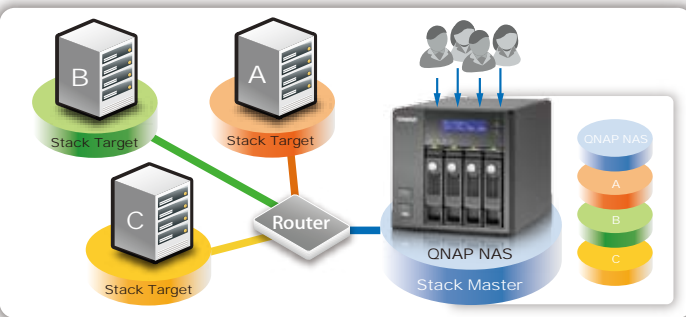 B
Stack Target
A
Stack Target
C
Stack Target
Router
QNAP NAS
Stack Master
QNAP NAS
A
B
C